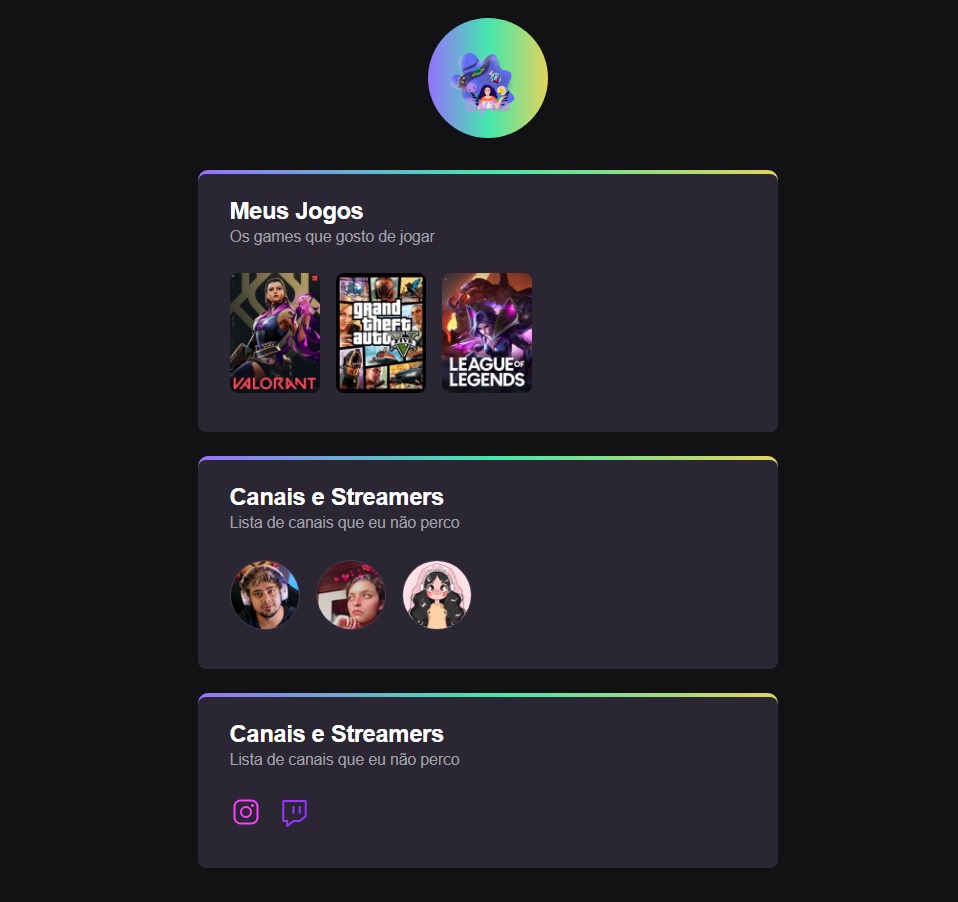 Meus Jogos
Os games que gosto de jogar
VALORANT
grand
theft
auto
V
FIVE
LEAGUE OF
LEGENDS
Canais e Streamers
Lista de canais que eu não perco
Canais e Streamers
Lista de canais que eu não perco